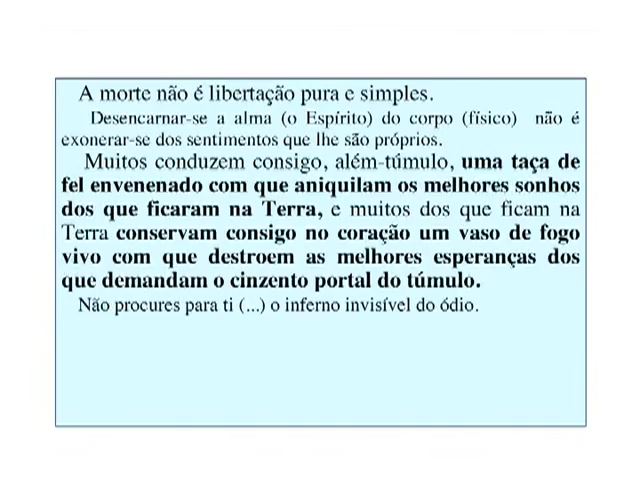 A morte não é libertação pura e simples.
Desencarnar-se a alma (o Espírito) do corpo (físico) não é
exonerar-se dos sentimentos que lhe são próprios.
Muitos conduzem consigo, além-túmulo, uma taça de
fel envenenado com que aniquilam os melhores sonhos
dos que ficaram na Terra, e muitos dos que ficam na
Terra conservam consigo no coração um vaso de fogo
vivo com que destroem as melhores esperanças dos
que demandam o cinzento portal do túmulo.
Não procures para ti (...) o inferno invisível do ódio.